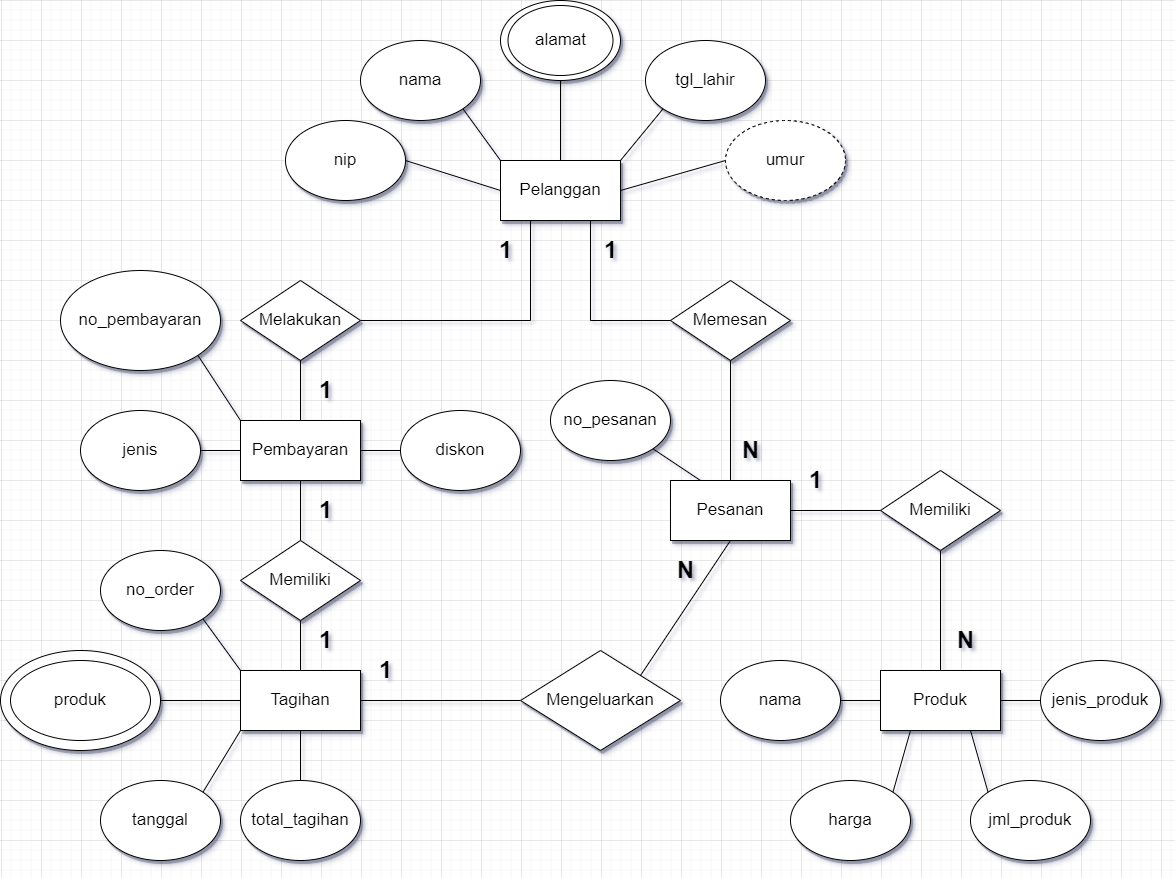 alamat
nama
tgl_lahir
nip
umur
Pelanggan
1
1
no_pembayaran
Melakukan
Memesan
1
no_pesanan
jenis
Pembayaran
diskon
N
1
1
Pesanan
Memiliki
N
Memiliki
no_order
1
1
N
produk
Tagihan
Mengeluarkan
nama
Produk
jenis_produk
tanggal
total_tagihan
harga
jml_produk